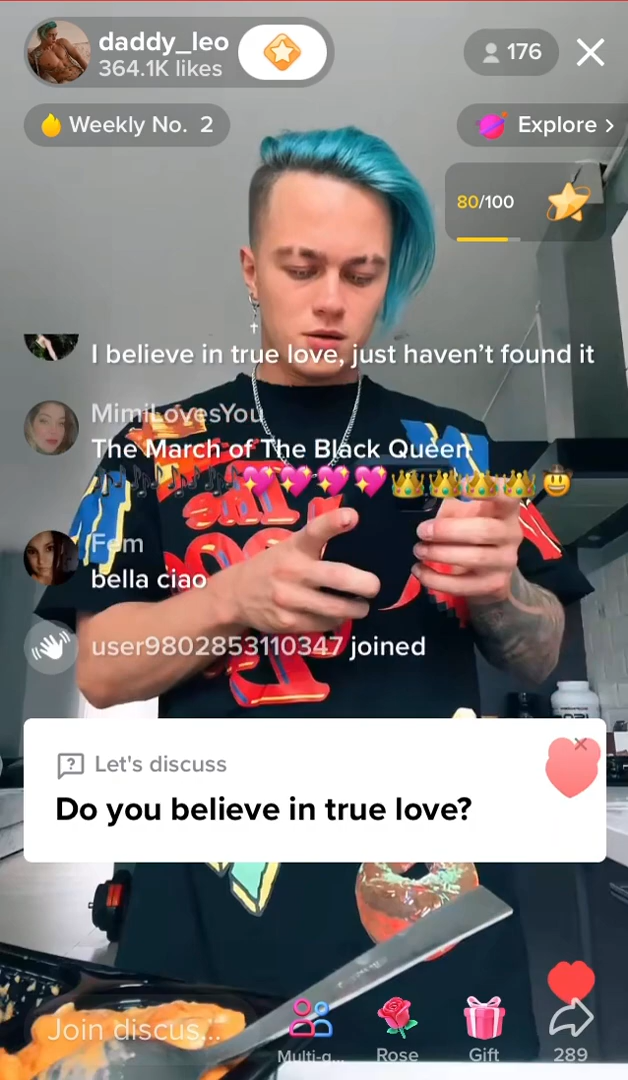 daddy_leo
364.1K likes
176
Weekly No. 2
Explore >
80/100
I believe in true love, just haven't found it
MimiLovesYou
The March of The Black Queen
🎶🎶🎶🎶💖💖💖💖👑👑👑👑🤠
Fem
bella ciao
user9802853110347 joined
Let's discuss
Do you believe in true love?
Join discus...
Multi-g...
Rose
Gift
289